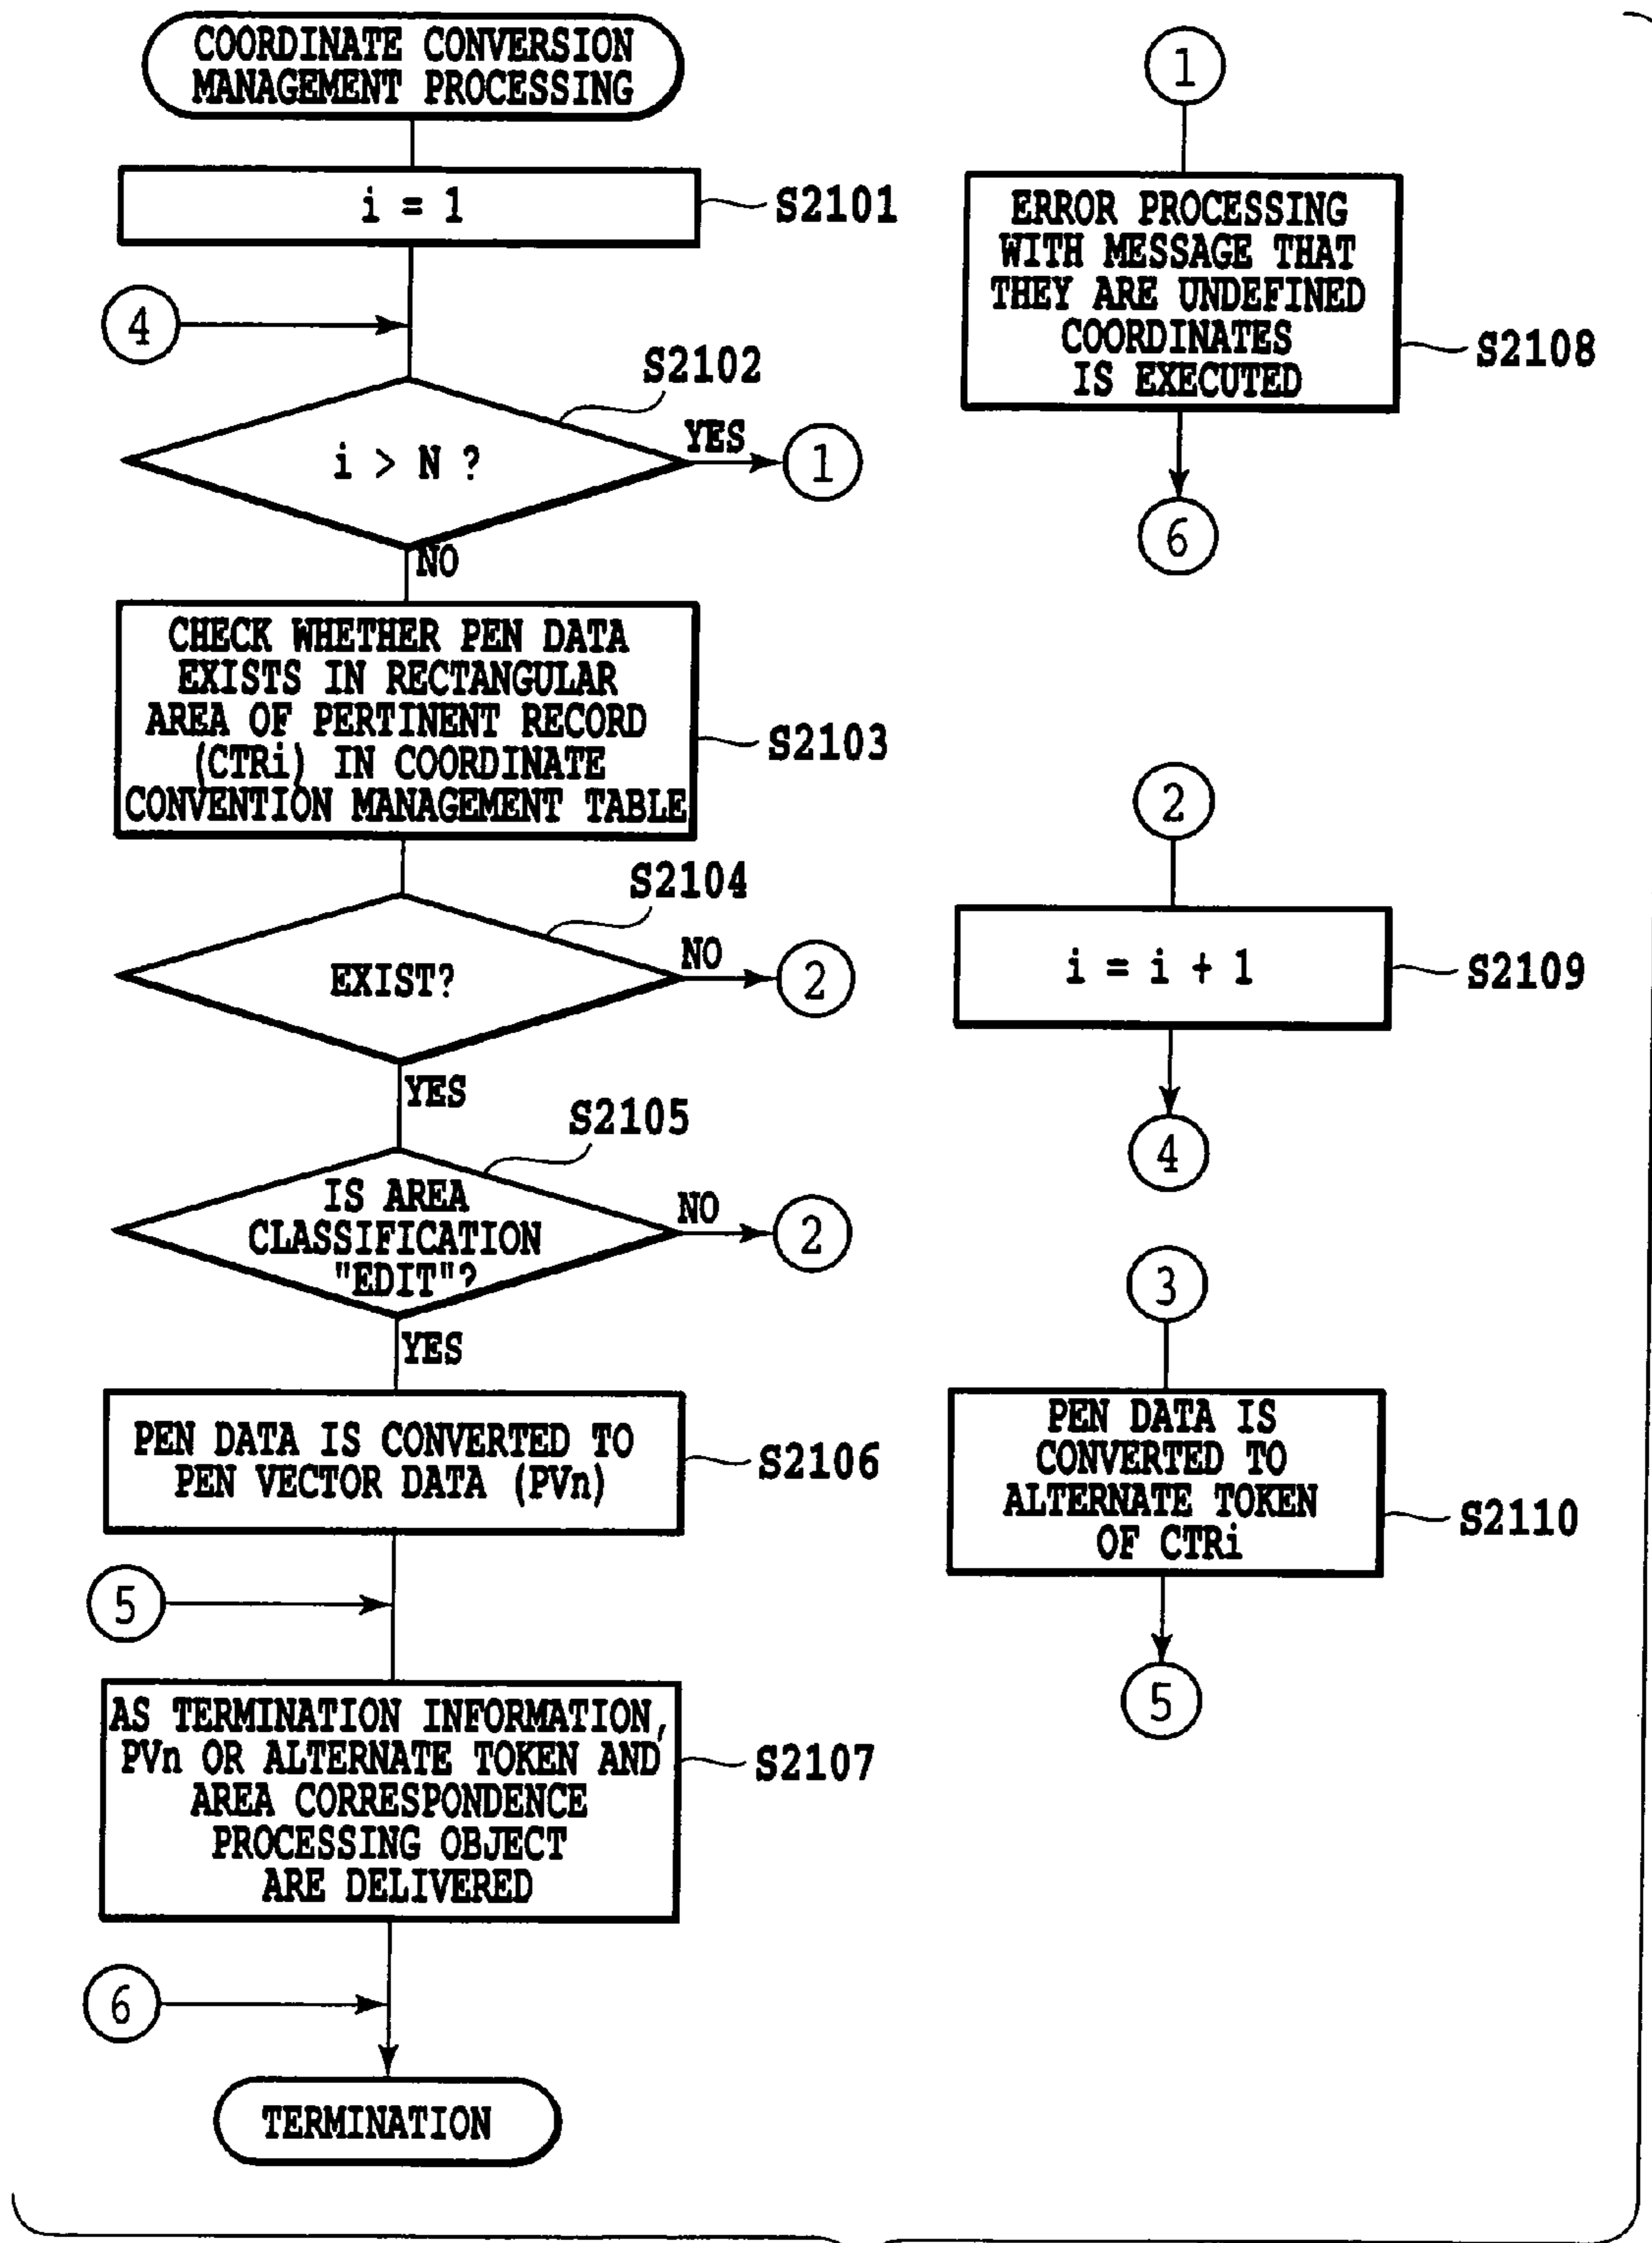 COORDINATE CONVERSION
MANAGEMENT PROCESSING
i = 1
S2101
4
S2102
i > N ?
YES
1
NO
CHECK WHETHER PEN DATA
EXISTS IN RECTANGULAR
AREA OF PERTINENT RECORD
(CTRi) IN COORDINATE
CONVENTION MANAGEMENT TABLE
S2103
S2104
EXIST?
NO
2
YES
S2105
IS AREA
CLASSIFICATION
"EDIT"?
NO
2
YES
PEN DATA IS CONVERTED TO
PEN VECTOR DATA (PVn)
S2106
5
AS TERMINATION INFORMATION,
PVn OR ALTERNATE TOKEN AND
AREA CORRESPONDENCE
PROCESSING OBJECT
ARE DELIVERED
S2107
6
TERMINATION
1
ERROR PROCESSING
WITH MESSAGE THAT
THEY ARE UNDEFINED
COORDINATES
IS EXECUTED
S2108
6
2
i = i + 1
S2109
4
3
PEN DATA IS
CONVERTED TO
ALTERNATE TOKEN
OF CTRi
S2110
5